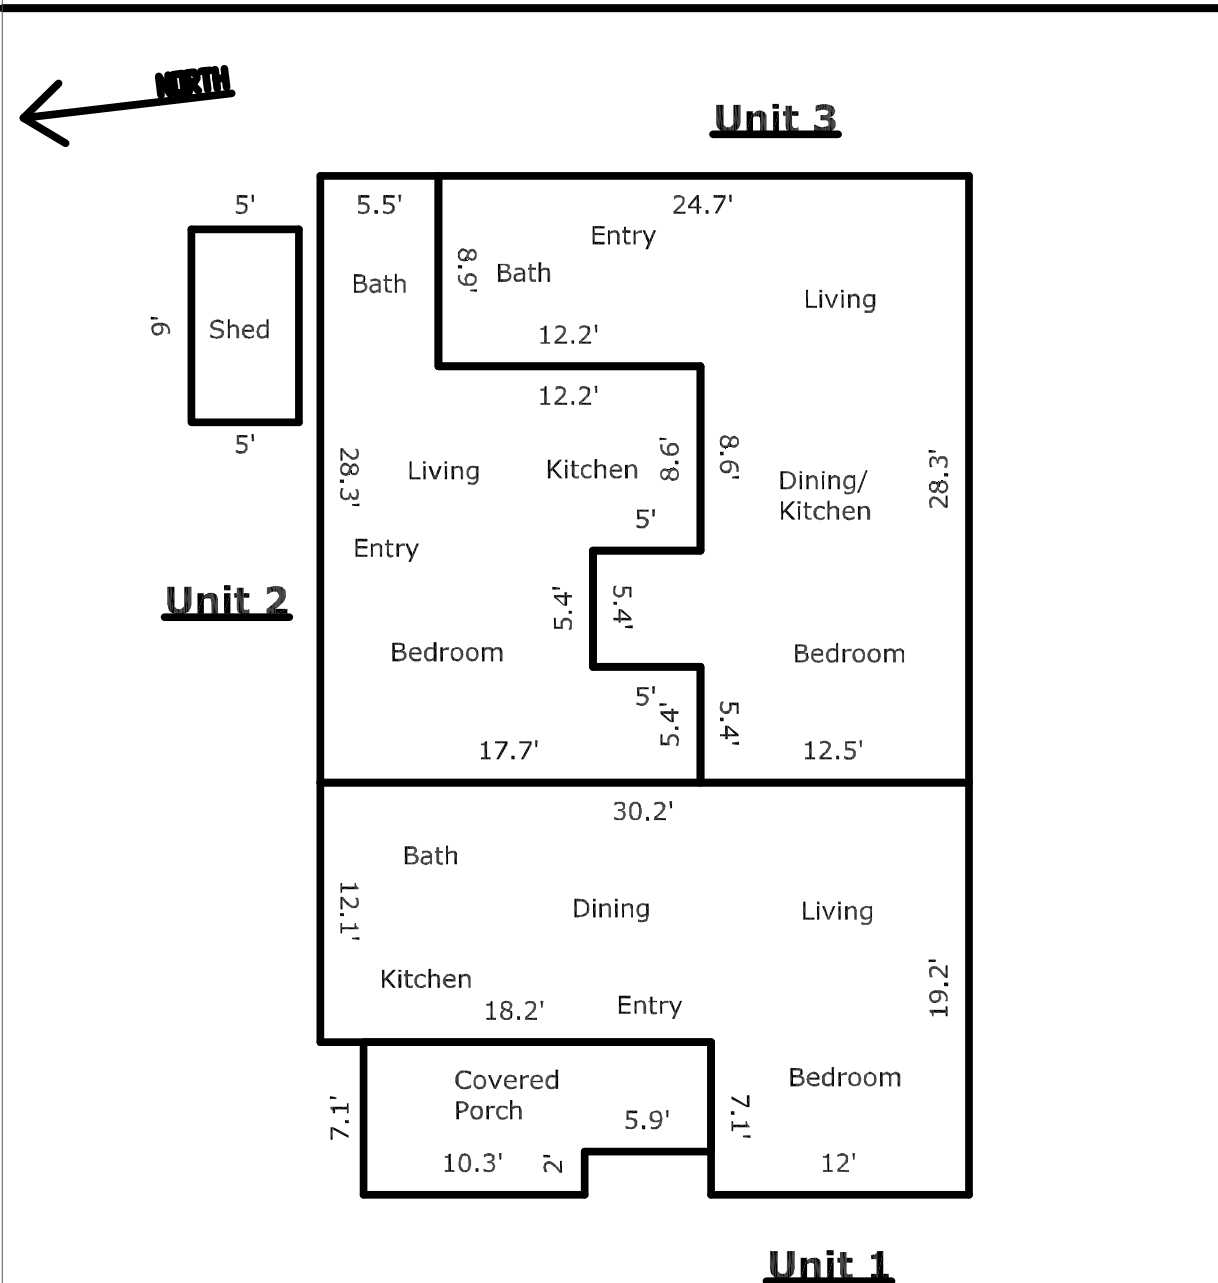 NORTH
Unit 3
5'
5.5'
24.7'
Entry
8.9'
Bath
Bath
Living
9'
Shed
12.2'
12.2'
5'
28.3'
Living
Kitchen
8.6'
8.6'
Dining/
Kitchen
28.3'
5'
Entry
Unit 2
5.4'
5.4'
Bedroom
Bedroom
5'
5.4'
5.4'
17.7'
12.5'
30.2'
Bath
12.1'
Dining
Living
Kitchen
18.2'
Entry
19.2'
Covered
Porch
Bedroom
7.1'
5.9'
7.1'
10.3'
2'
12'
Unit 1